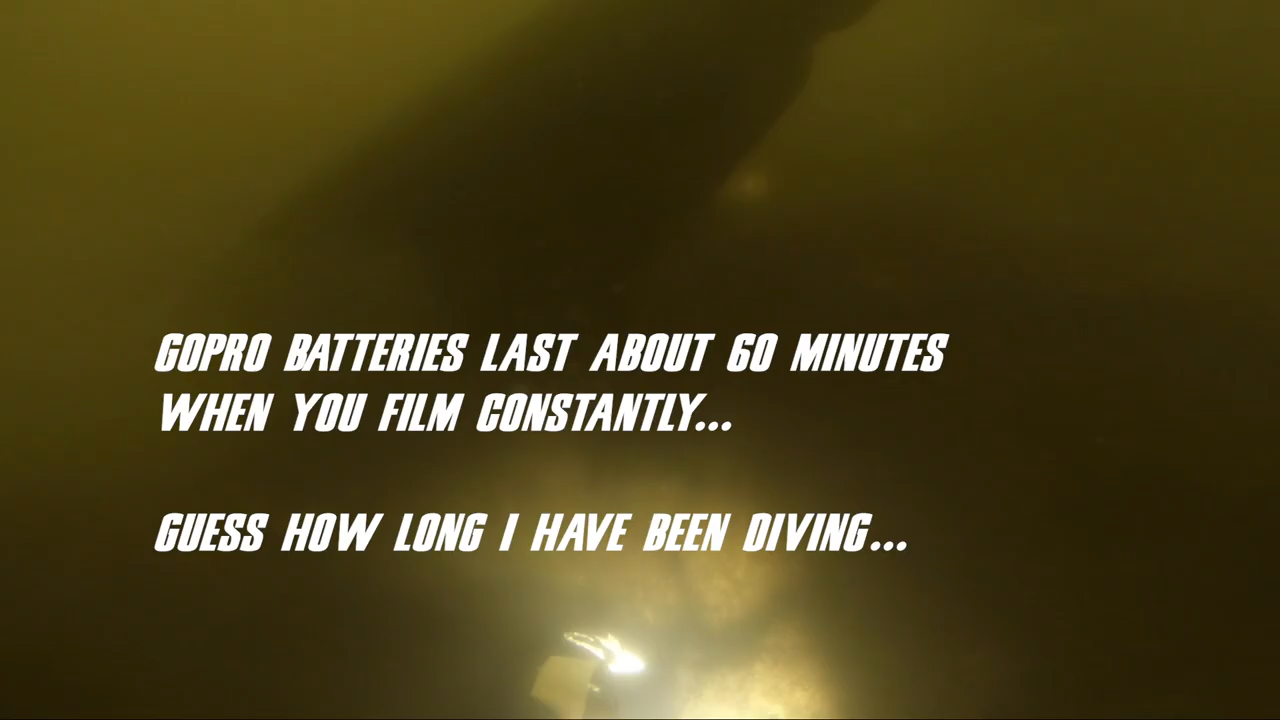 GOPRO BATTERIES LAST ABOUT 60 MINUTES
WHEN YOU FILM CONSTANTLY...
GUESS HOW LONG I HAVE BEEN DIVING...